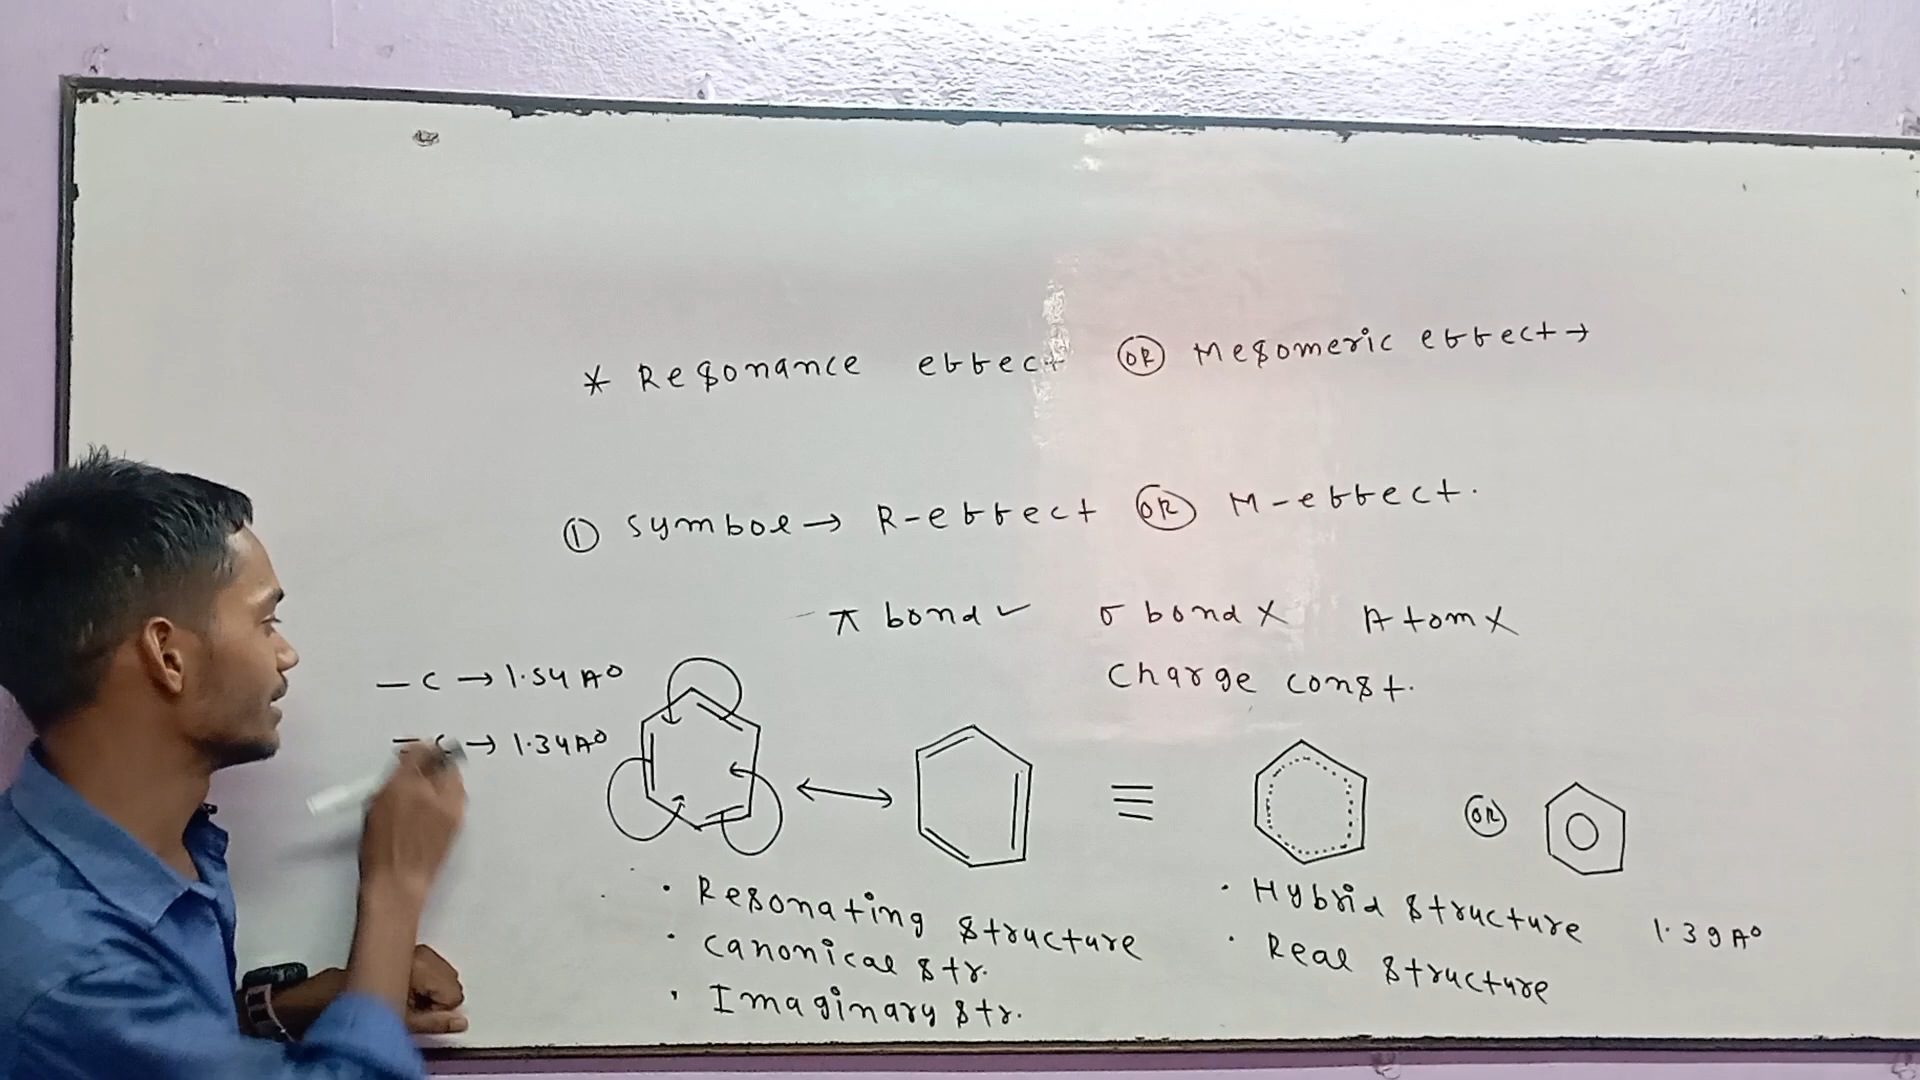 * Resonance effect OR Mesomeric effect →
① Symbol → R-effect OR M-effect.
π bond ✓ σ bond X Atom X
Charge const.
— C → 1.54 A°
= C → 1.34 A°
OR
• Resonating structure
• Canonical str.
• Imaginary str.
• Hybrid structure 1.39 A°
• Real structure